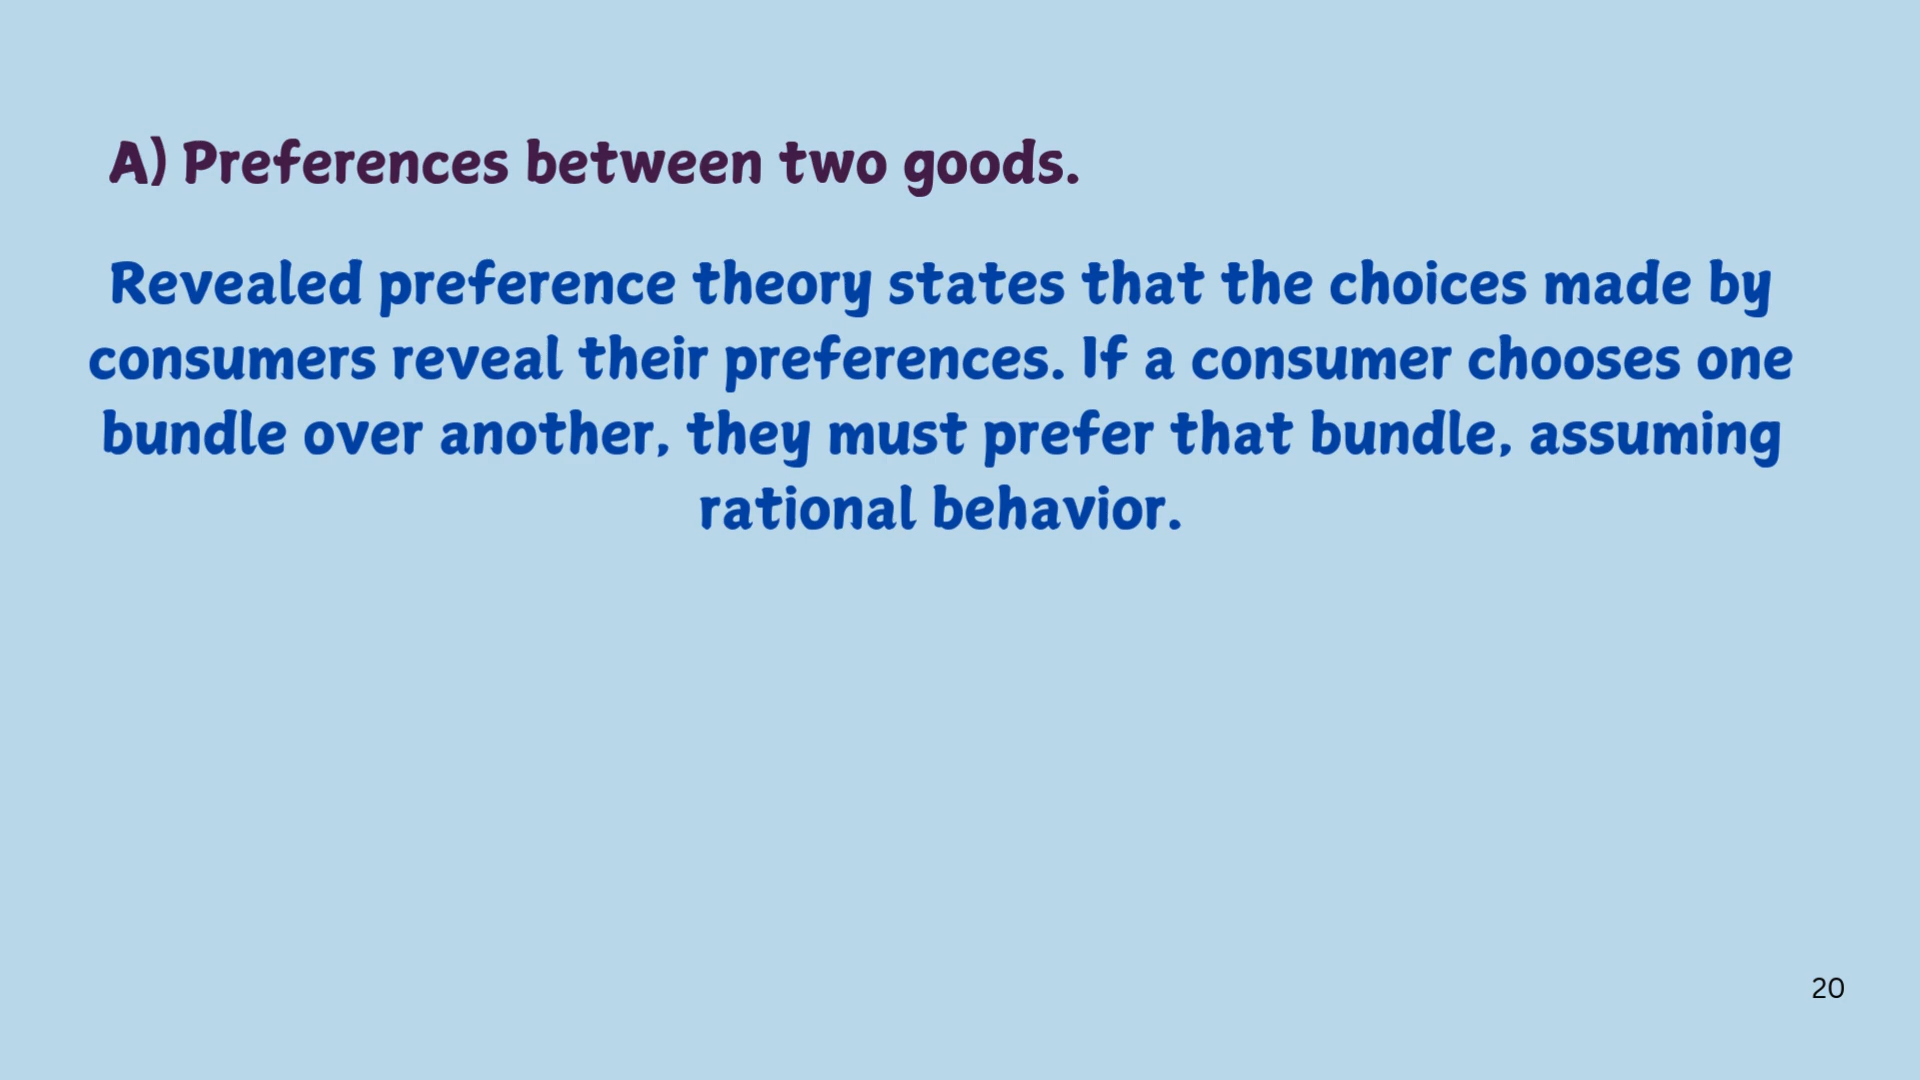 A) Preferences between two goods.
Revealed preference theory states that the choices made by
consumers reveal their preferences. If a consumer chooses one
bundle over another, they must prefer that bundle, assuming
rational behavior.
20